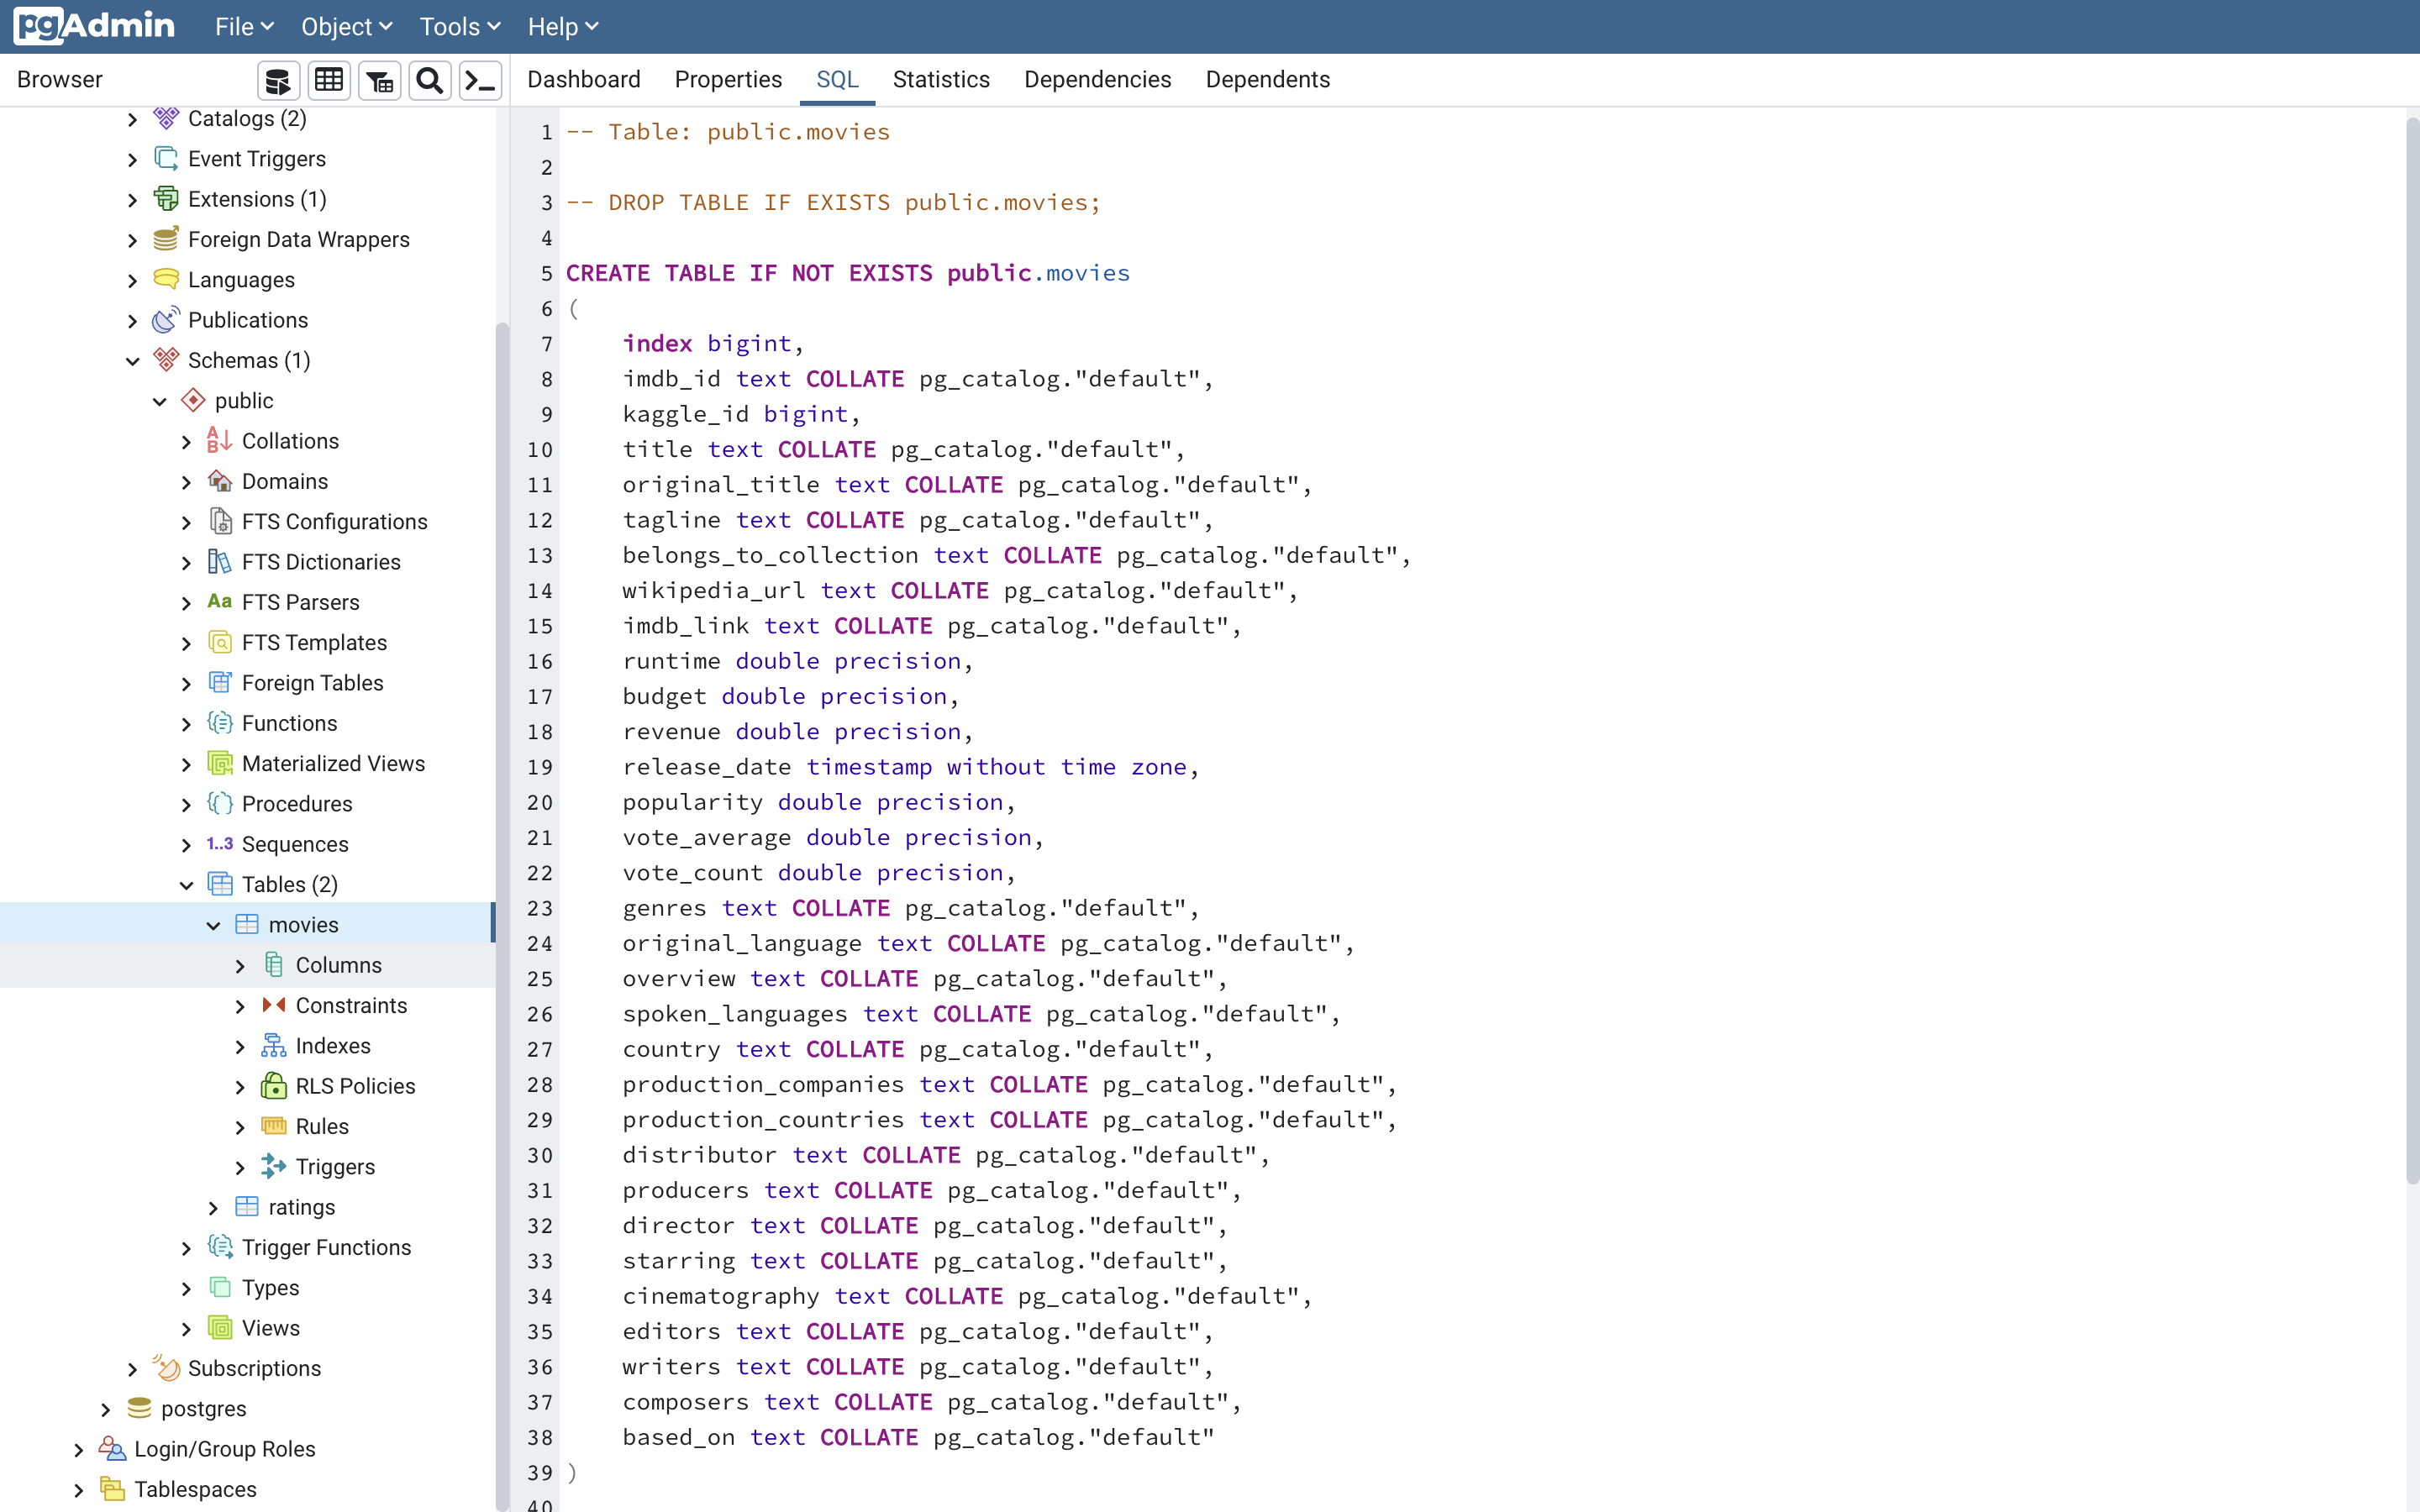 pgAdmin File Object Tools Help
Browser
Dashboard Properties SQL Statistics Dependencies Dependents
Catalogs (2)
Event Triggers
Extensions (1)
Foreign Data Wrappers
Languages
Publications
Schemas (1)
public
Collations
Domains
FTS Configurations
FTS Dictionaries
Aa FTS Parsers
FTS Templates
Foreign Tables
Functions
Materialized Views
Procedures
1..3 Sequences
Tables (2)
movies
Columns
Constraints
Indexes
RLS Policies
Rules
Triggers
ratings
Trigger Functions
Types
Views
Subscriptions
postgres
Login/Group Roles
Tablespaces
1 -- Table: public.movies
2
3 -- DROP TABLE IF EXISTS public.movies;
4
5 CREATE TABLE IF NOT EXISTS public.movies
6 (
7 index bigint,
8 imdb_id text COLLATE pg_catalog."default",
9 kaggle_id bigint,
10 title text COLLATE pg_catalog."default",
11 original_title text COLLATE pg_catalog."default",
12 tagline text COLLATE pg_catalog."default",
13 belongs_to_collection text COLLATE pg_catalog."default",
14 wikipedia_url text COLLATE pg_catalog."default",
15 imdb_link text COLLATE pg_catalog."default",
16 runtime double precision,
17 budget double precision,
18 revenue double precision,
19 release_date timestamp without time zone,
20 popularity double precision,
21 vote_average double precision,
22 vote_count double precision,
23 genres text COLLATE pg_catalog."default",
24 original_language text COLLATE pg_catalog."default",
25 overview text COLLATE pg_catalog."default",
26 spoken_languages text COLLATE pg_catalog."default",
27 country text COLLATE pg_catalog."default",
28 production_companies text COLLATE pg_catalog."default",
29 production_countries text COLLATE pg_catalog."default",
30 distributor text COLLATE pg_catalog."default",
31 producers text COLLATE pg_catalog."default",
32 director text COLLATE pg_catalog."default",
33 starring text COLLATE pg_catalog."default",
34 cinematography text COLLATE pg_catalog."default",
35 editors text COLLATE pg_catalog."default",
36 writers text COLLATE pg_catalog."default",
37 composers text COLLATE pg_catalog."default",
38 based_on text COLLATE pg_catalog."default"
39 )
40